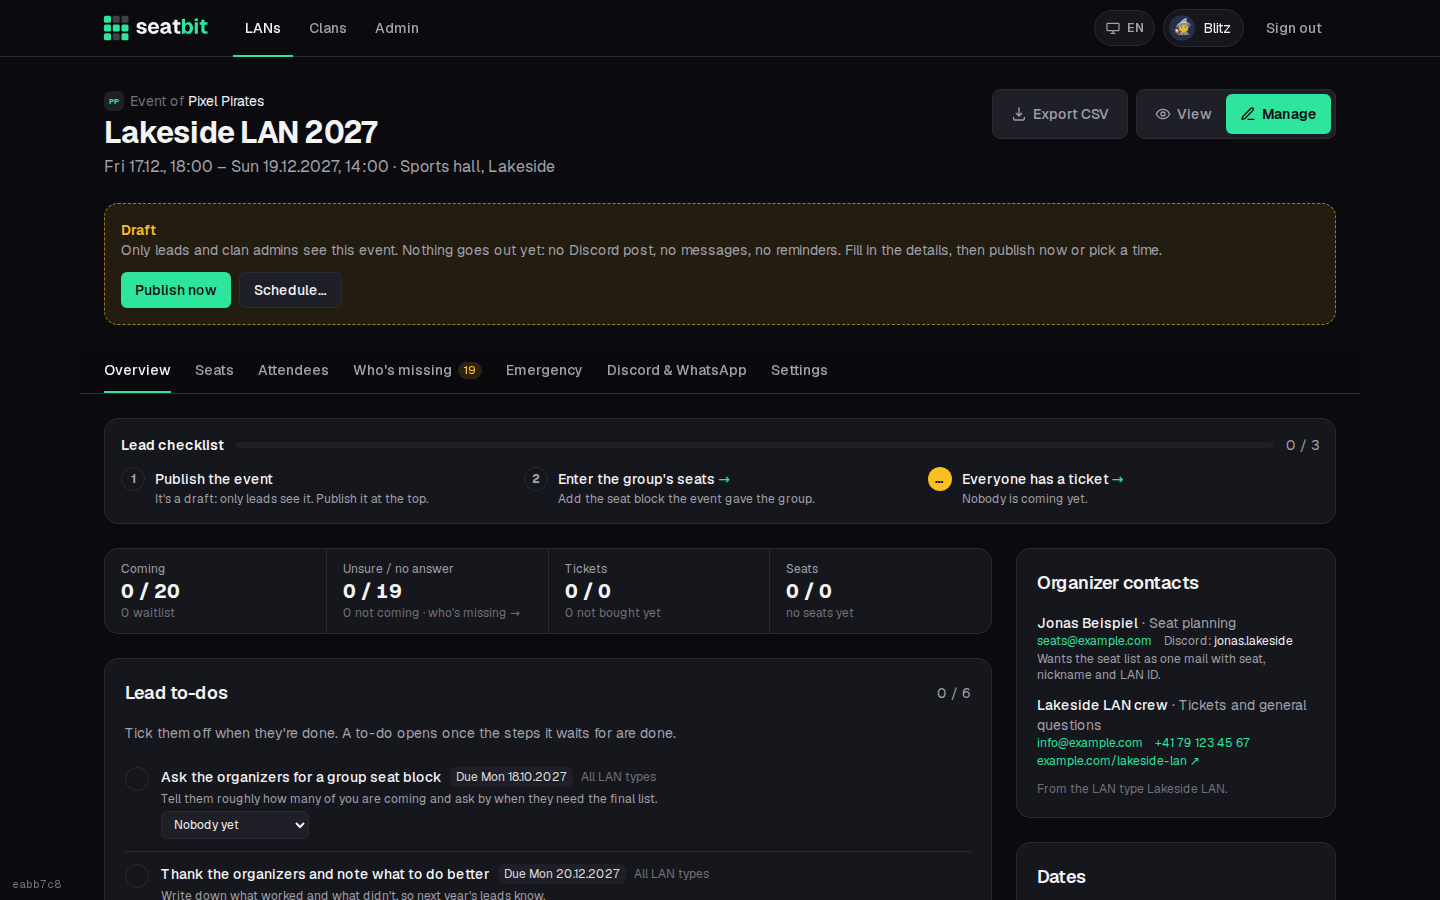 seatbit
LANs
Clans
Admin
EN
Blitz
Sign out
PP
Event of Pixel Pirates
Lakeside LAN 2027
Fri 17.12., 18:00 – Sun 19.12.2027, 14:00 · Sports hall, Lakeside
Export CSV
View
Manage
Draft
Only leads and clan admins see this event. Nothing goes out yet: no Discord post, no messages, no reminders. Fill in the details, then publish now or pick a time.
Publish now
Schedule...
Overview
Seats
Attendees
Who's missing 19
Emergency
Discord & WhatsApp
Settings
Lead checklist
0 / 3
1
Publish the event
It's a draft: only leads see it. Publish it at the top.
2
Enter the group's seats →
Add the seat block the event gave the group.
...
Everyone has a ticket →
Nobody is coming yet.
Coming
0 / 20
0 waitlist
Unsure / no answer
0 / 19
0 not coming · who's missing →
Tickets
0 / 0
0 not bought yet
Seats
0 / 0
no seats yet
Lead to-dos
0 / 6
Tick them off when they're done. A to-do opens once the steps it waits for are done.
Ask the organizers for a group seat block Due Mon 18.10.2027 All LAN types
Tell them roughly how many of you are coming and ask by when they need the final list.
Nobody yet
Thank the organizers and note what to do better Due Mon 20.12.2027 All LAN types
Write down what worked and what didn't, so next year's leads know.
Organizer contacts
Jonas Beispiel · Seat planning
seats@example.com Discord: jonas.lakeside
Wants the seat list as one mail with seat,
nickname and LAN ID.
Lakeside LAN crew · Tickets and general
questions
info@example.com +41 79 123 45 67
example.com/lakeside-lan ↗
From the LAN type Lakeside LAN.
Dates
eabb7c8